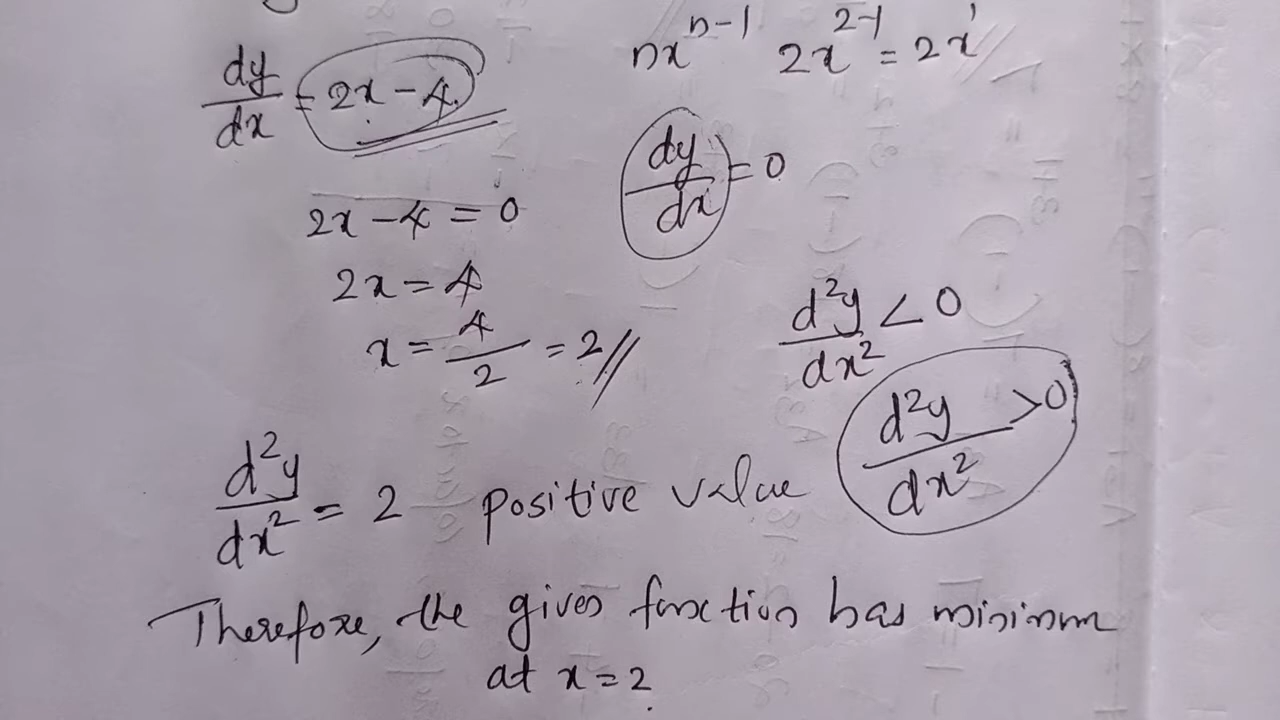 dy/dx = 2x - 4
nx^(n-1) 2x^(2-1) = 2x^1
dy/dx = 0
2x - 4 = 0
2x = 4
x = 4/2 = 2 //
d²y/dx² < 0
d²y/dx² > 0
d²y/dx² = 2 positive value
Therefore, the given function has minimum
at x = 2